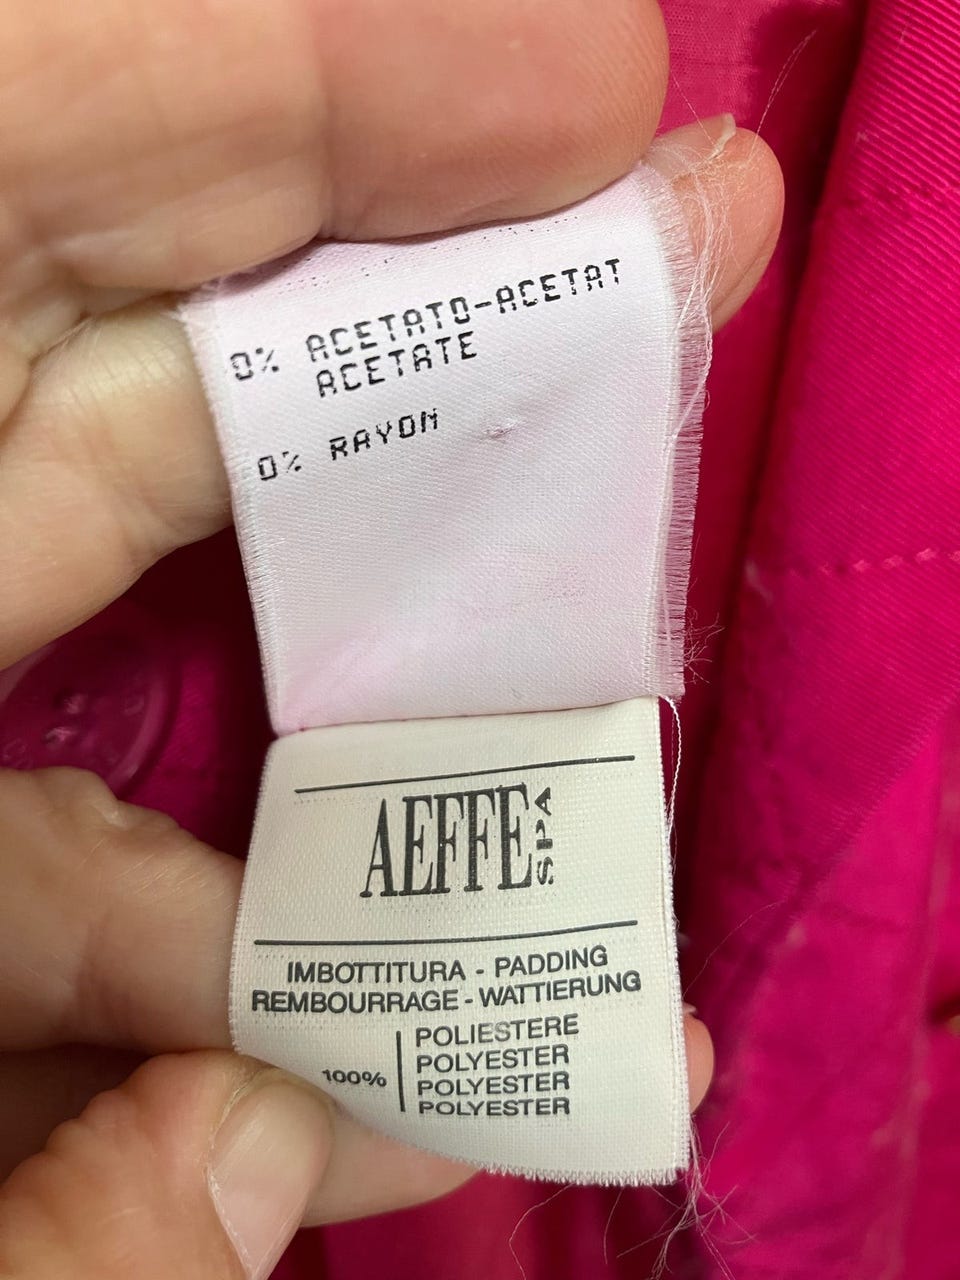 0% ACETATO-ACETAT
ACETATE
0% RAYON
AEFFE SPA
IMBOTTITURA - PADDING
REMBOURRAGE - WATTIERUNG
100%
POLIESTERE
POLYESTER
POLYESTER
POLYESTER